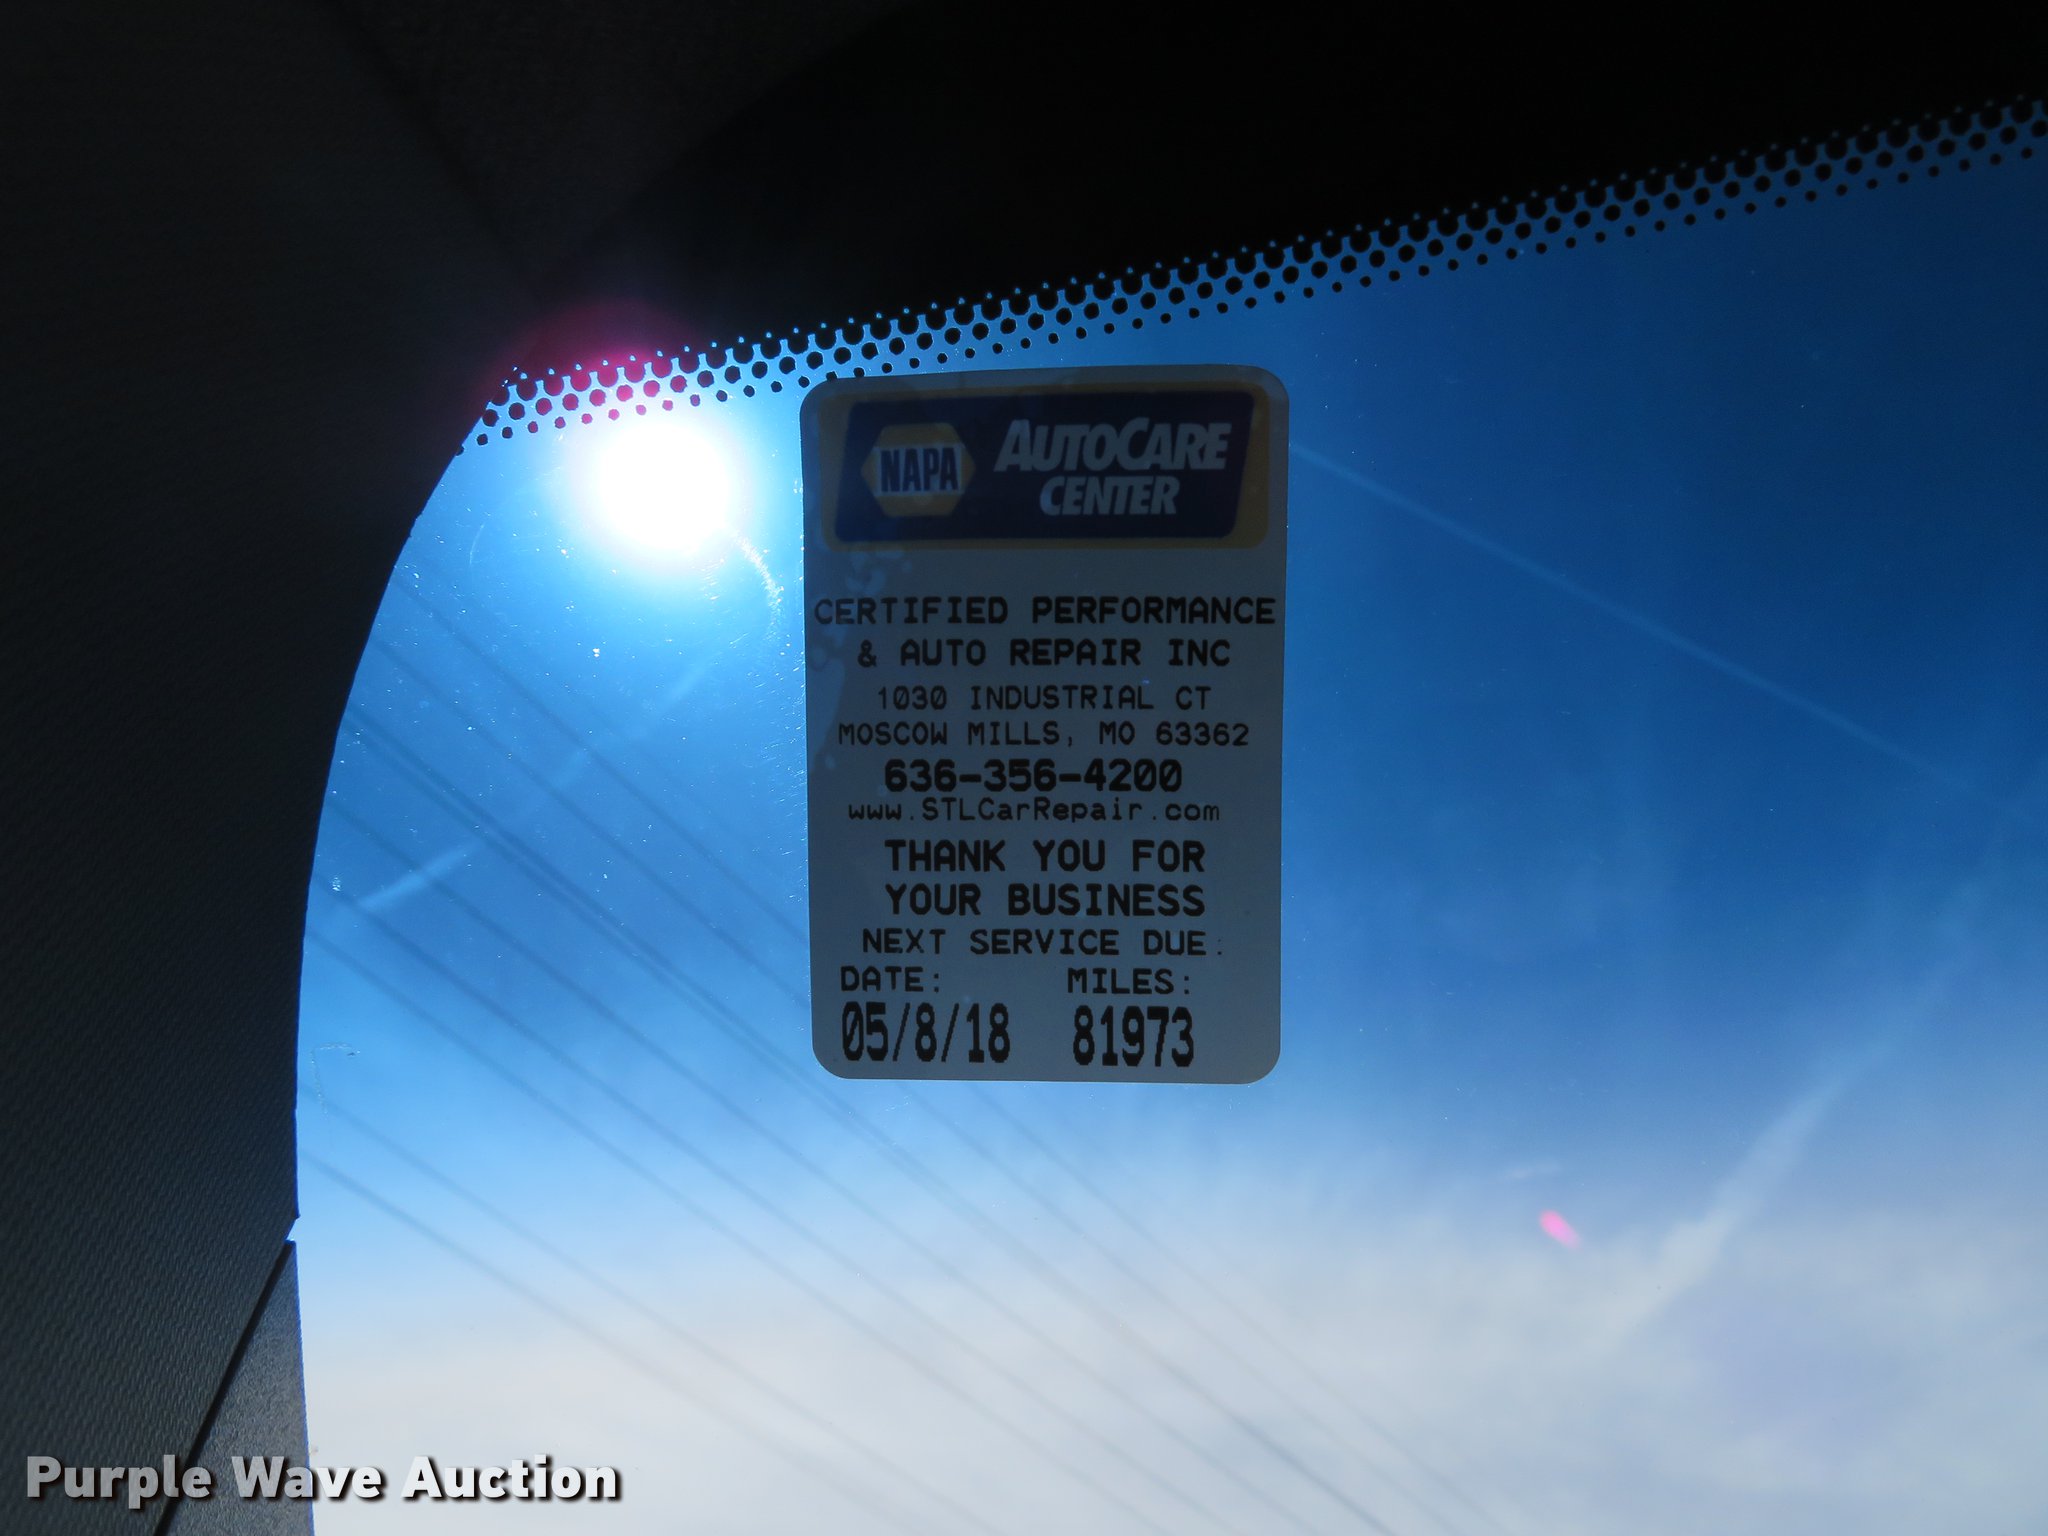 NAPA AUTOCARE
CENTER
CERTIFIED PERFORMANCE
& AUTO REPAIR INC
1030 INDUSTRIAL CT
MOSCOW MILLS, MO 63362
636-356-4200
www.STLCarRepair.com
THANK YOU FOR
YOUR BUSINESS
NEXT SERVICE DUE:
DATE: MILES:
05/8/18 81973
Purple Wave Auction